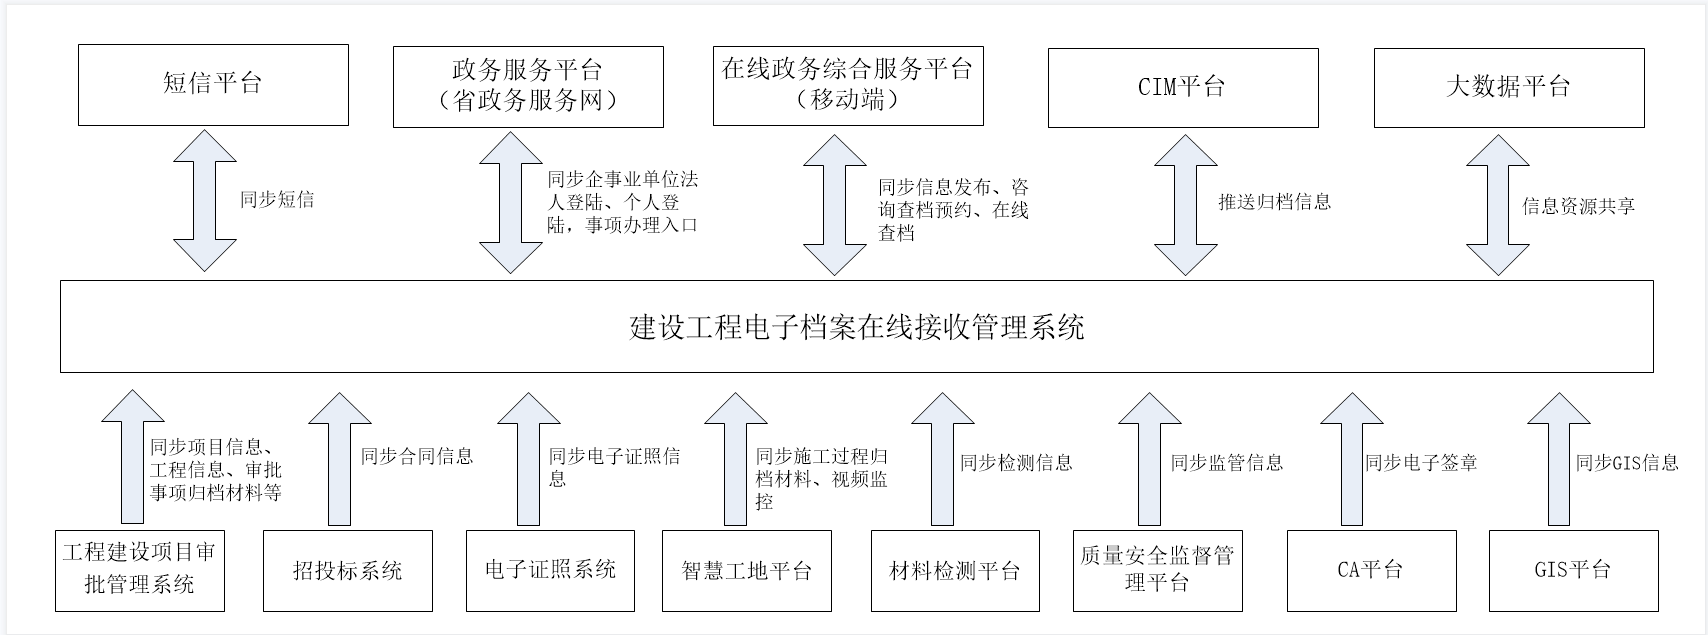 短信平台
政务服务平台
（省政务服务网）
在线政务综合服务平台
（移动端）
CIM平台
大数据平台
同步短信
同步企事业单位法
人登陆、个人登
陆，事项办理入口
同步信息发布、咨
询查档预约、在线
查档
推送归档信息
信息资源共享
建设工程电子档案在线接收管理系统
同步项目信息、
工程信息、审批
事项归档材料等
同步合同信息
同步电子证照信
息
同步施工过程归
档材料、视频监
控
同步检测信息
同步监管信息
同步电子签章
同步GIS信息
工程建设项目审
批管理系统
招投标系统
电子证照系统
智慧工地平台
材料检测平台
质量安全监督管
理平台
CA平台
GIS平台